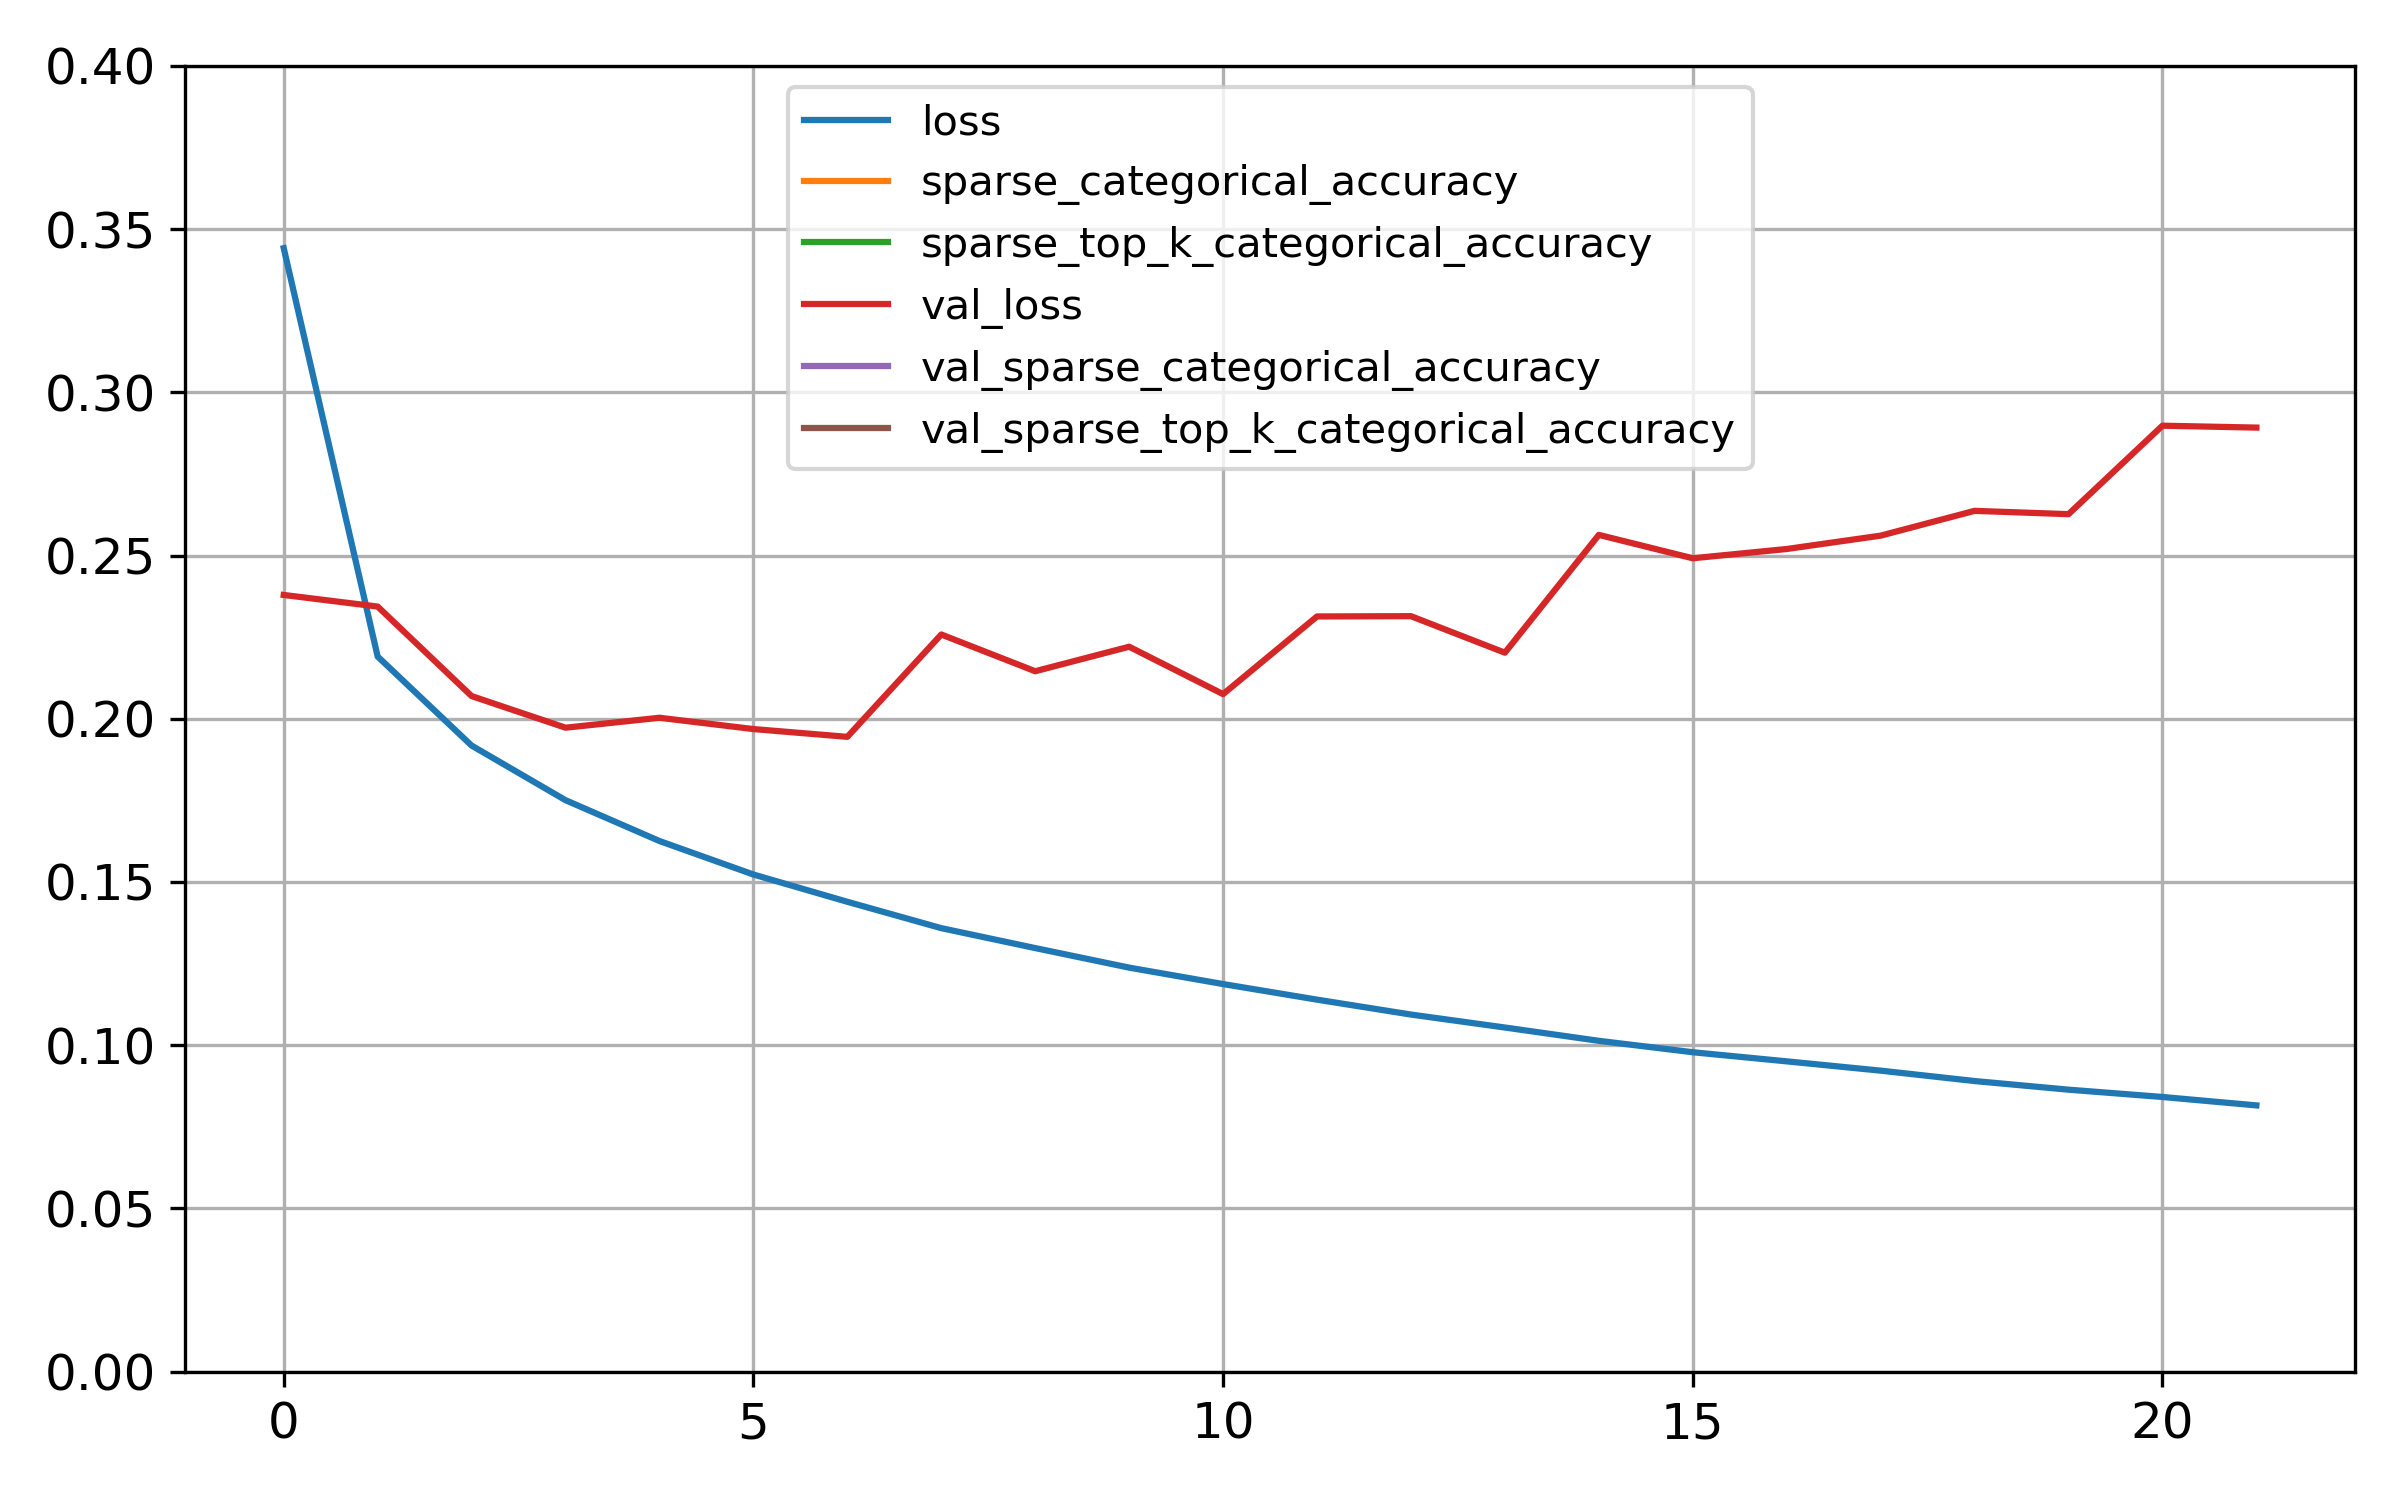 0.40
0.35
0.30
0.25
0.20
0.15
0.10
0.05
0.00
loss
sparse_categorical_accuracy
sparse_top_k_categorical_accuracy
val_loss
val_sparse_categorical_accuracy
val_sparse_top_k_categorical_accuracy
0 5 10 15 20